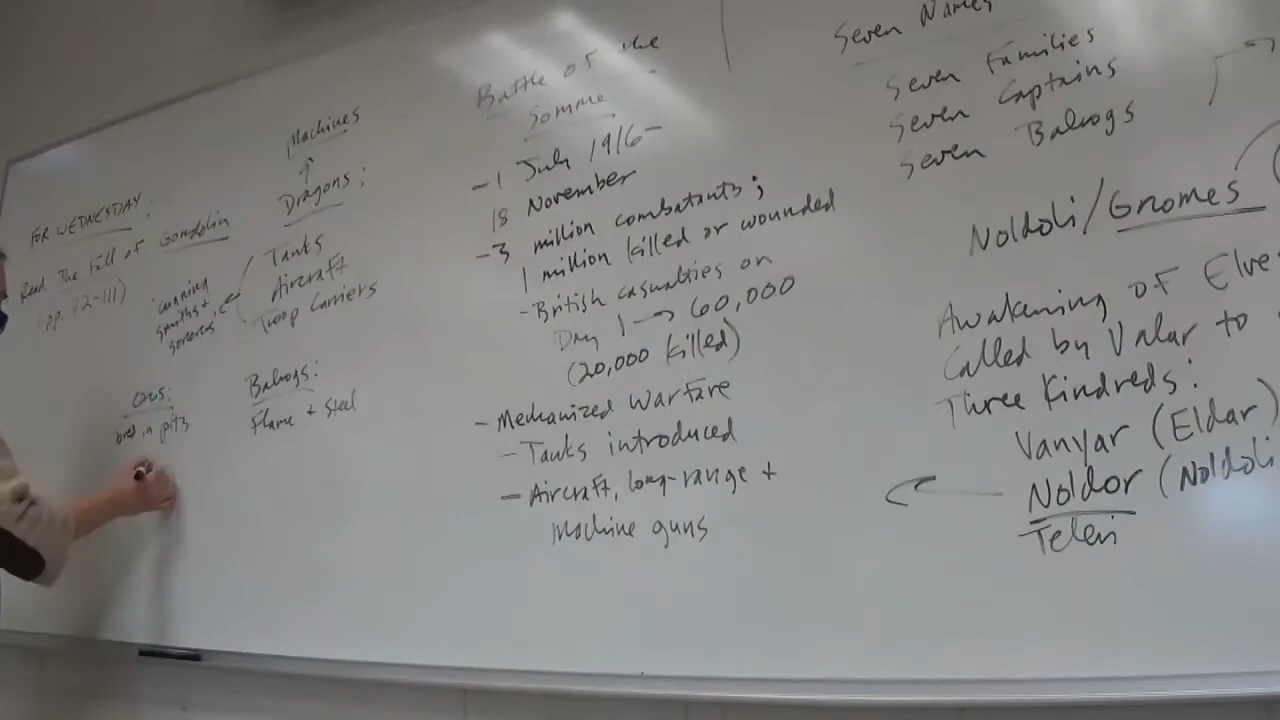 FOR WEDNESDAY:
Read The Fall of Gondolin
(pp. 72-111)
Machines
↑
Dragons:
Tanks
Aircraft
Troop Carriers
"cunning
smiths +
sorcerers"
Orcs:
bred in pits
Balrogs:
Flame + Steel
Battle of the
Somme
-1 July 1916-
18 November
-3 million combatants;
1 million killed or wounded
-British casualties on
Day 1 → 60,000
(20,000 killed)
-Mechanized Warfare
-Tanks introduced
-Aircraft, long-range +
Machine guns
Seven Names
Seven Families
Seven Captains
Seven Balrogs
Noldoli/Gnomes
Awakening of Elve
Called by Valar to
Three Kindreds:
Vanyar (Eldar)
Noldor (Noldoli
Teleri